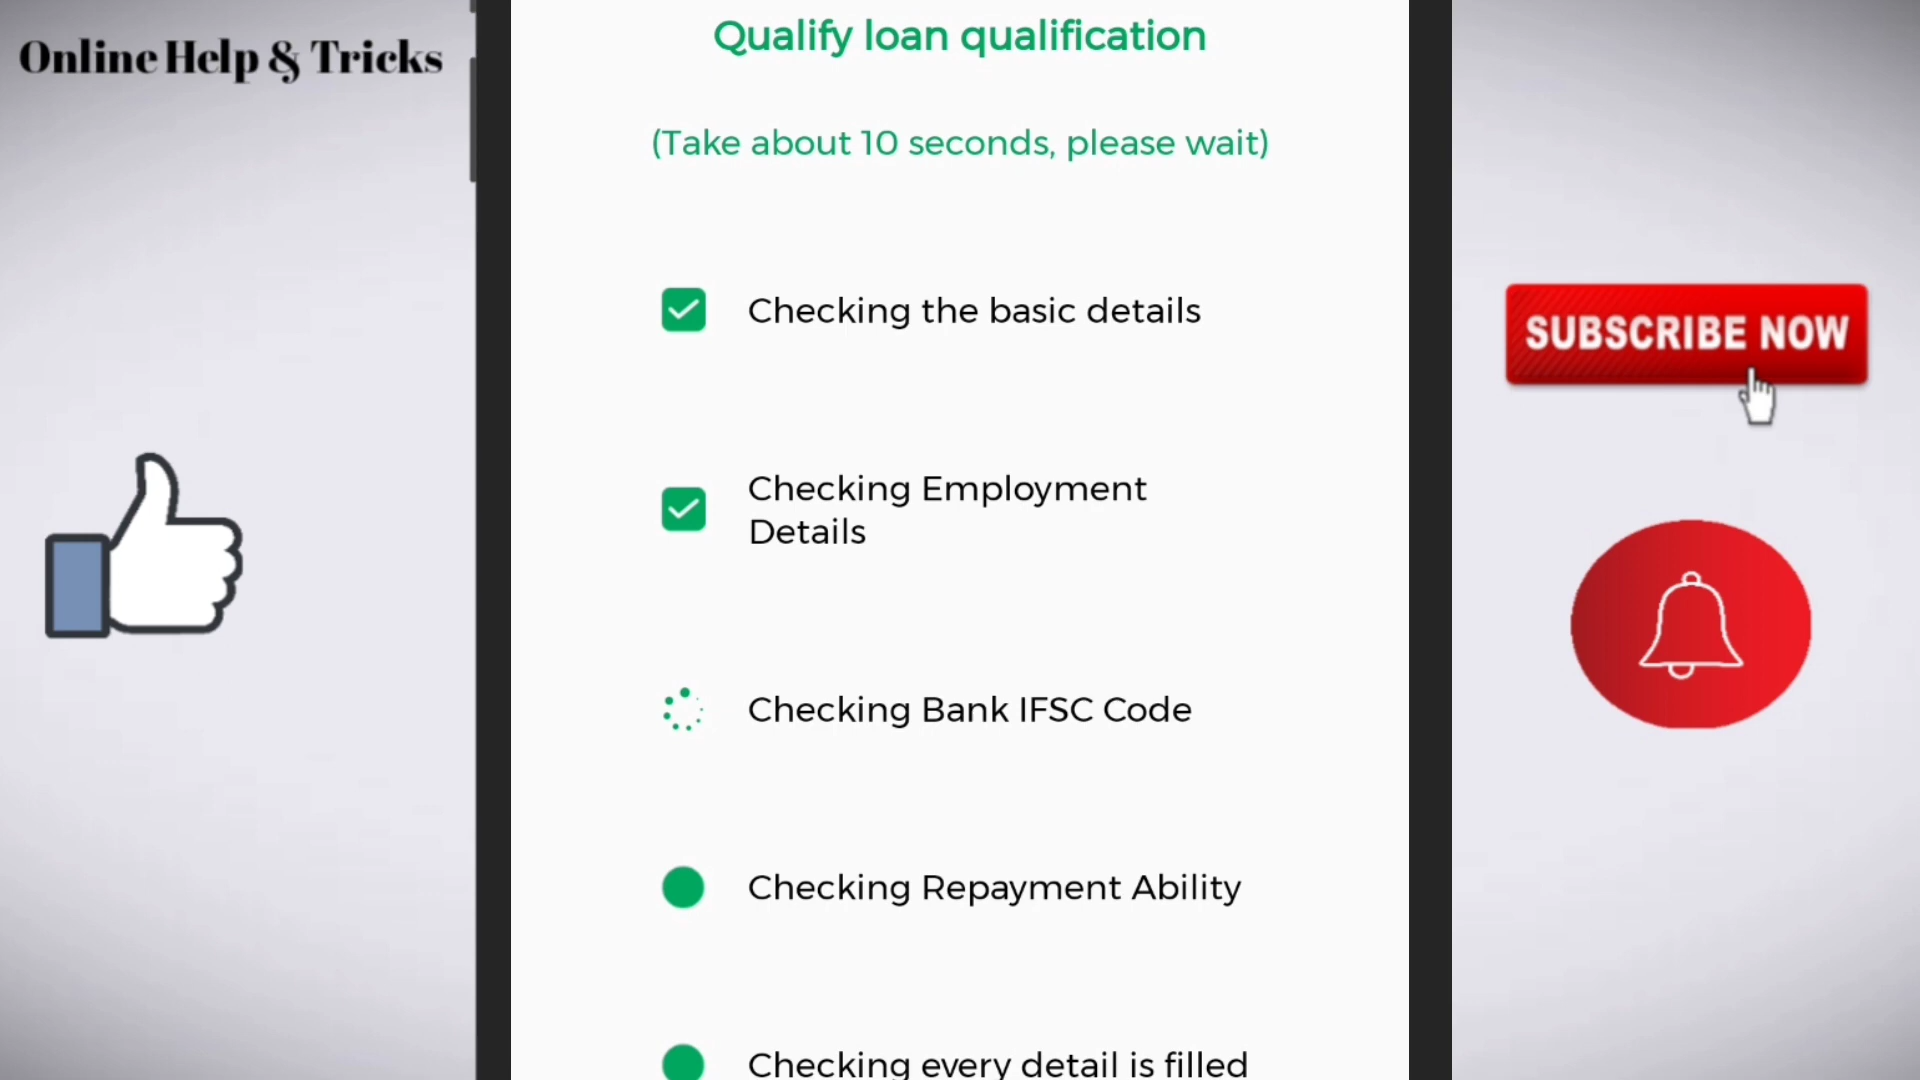 Online Help & Tricks
Qualify loan qualification
(Take about 10 seconds, please wait)
Checking the basic details
SUBSCRIBE NOW
Checking Employment
Details
Checking Bank IFSC Code
Checking Repayment Ability
Checking every detail is filled